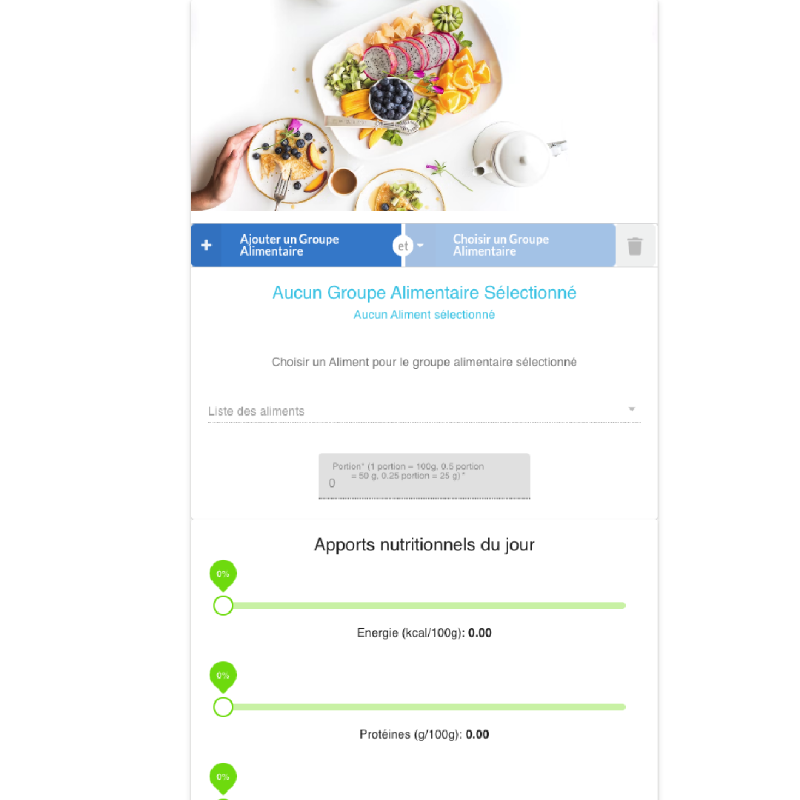 Ajouter un Groupe
Alimentaire
et
Choisir un Groupe
Alimentaire
Aucun Groupe Alimentaire Sélectionné
Aucun Aliment sélectionné
Choisir un Aliment pour le groupe alimentaire sélectionné
Liste des aliments
Portion* (1 portion = 100g, 0.5 portion
= 50 g, 0.25 portion = 25 g) *
0
Apports nutritionnels du jour
0%
Energie (kcal/100g): 0.00
0%
Protéines (g/100g): 0.00
0%